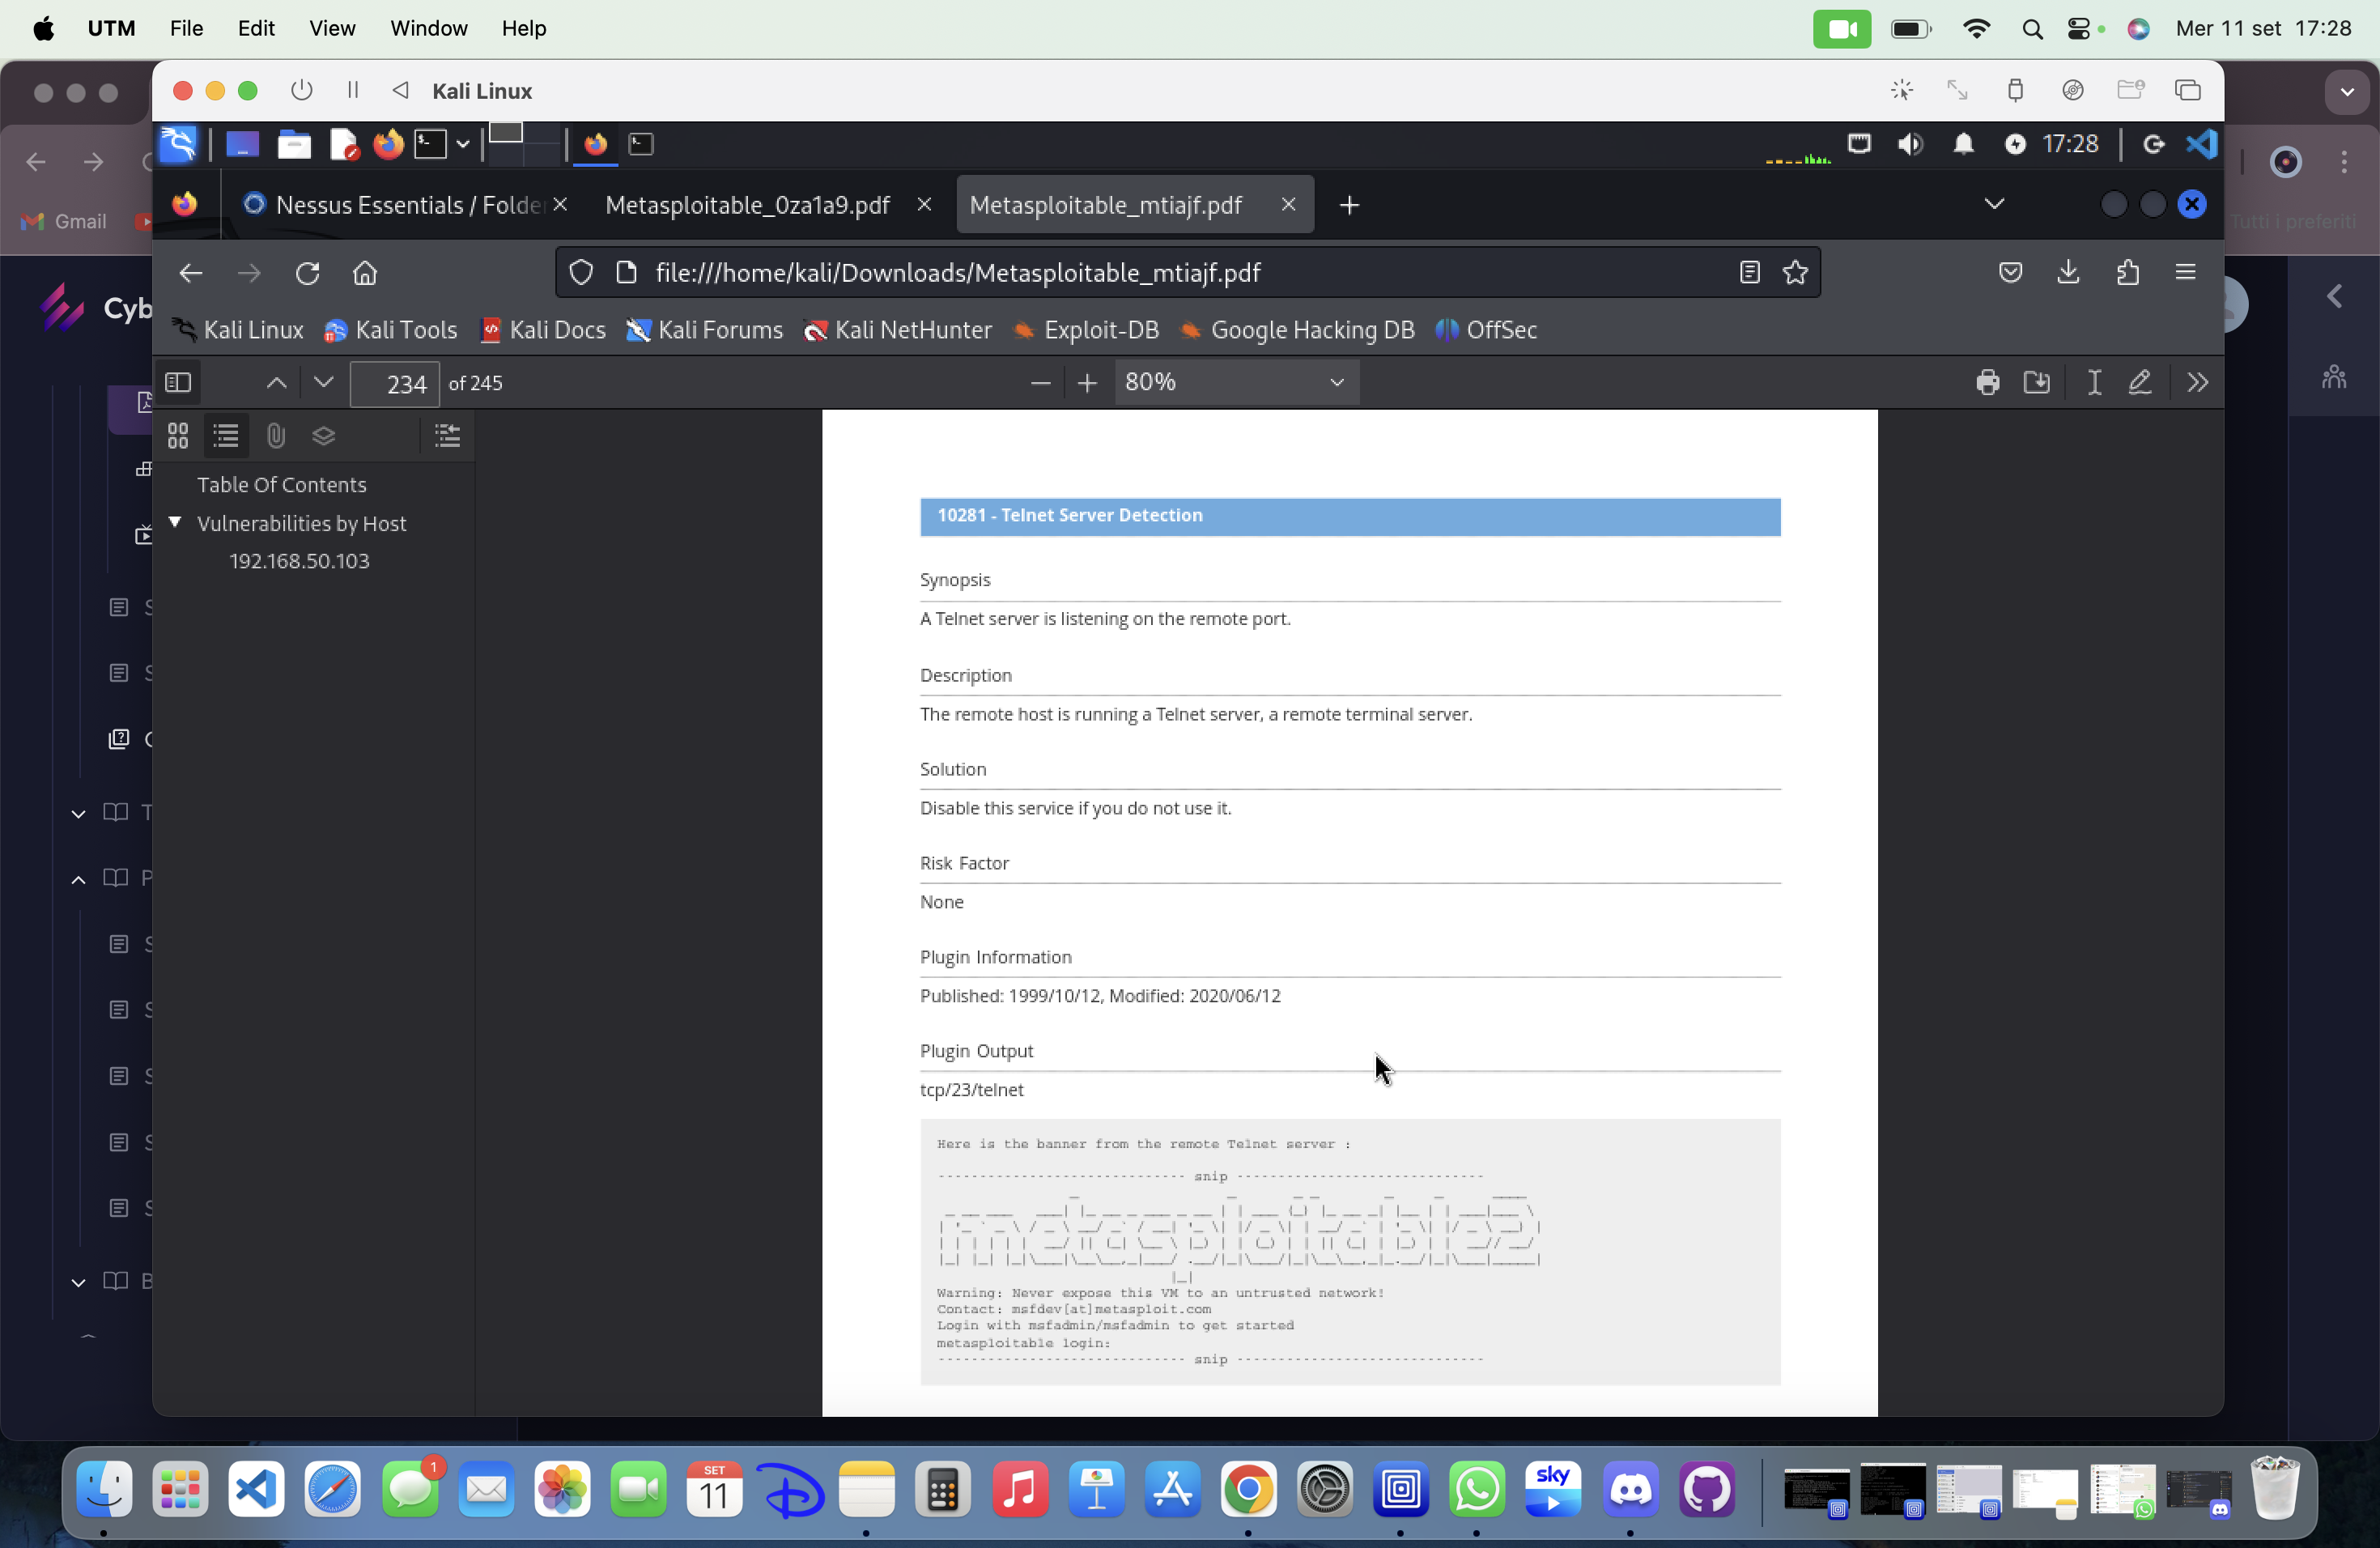 UTM File Edit View Window Help Mer 11 set 17:28
Kali Linux
17:28
Nessus Essentials / Folde Metasploitable_0za1a9.pdf Metasploitable_mtiajf.pdf
Gmail
Tutti i preferiti
file:///home/kali/Downloads/Metasploitable_mtiajf.pdf
Cyb
Kali Linux Kali Tools Kali Docs Kali Forums Kali NetHunter Exploit-DB Google Hacking DB OffSec
234 of 245 80%
Table Of Contents
Vulnerabilities by Host
192.168.50.103
10281 - Telnet Server Detection
Synopsis
A Telnet server is listening on the remote port.
Description
The remote host is running a Telnet server, a remote terminal server.
Solution
Disable this service if you do not use it.
Risk Factor
None
Plugin Information
Published: 1999/10/12, Modified: 2020/06/12
Plugin Output
tcp/23/telnet
Here is the banner from the remote Telnet server :
------------------------------ snip ------------------------------
metasploitable2
Warning: Never expose this VM to an untrusted network!
Contact: msfdev[at]metasploit.com
Login with msfadmin/msfadmin to get started
metasploitable login:
------------------------------ snip ------------------------------
1
SET
11
sky